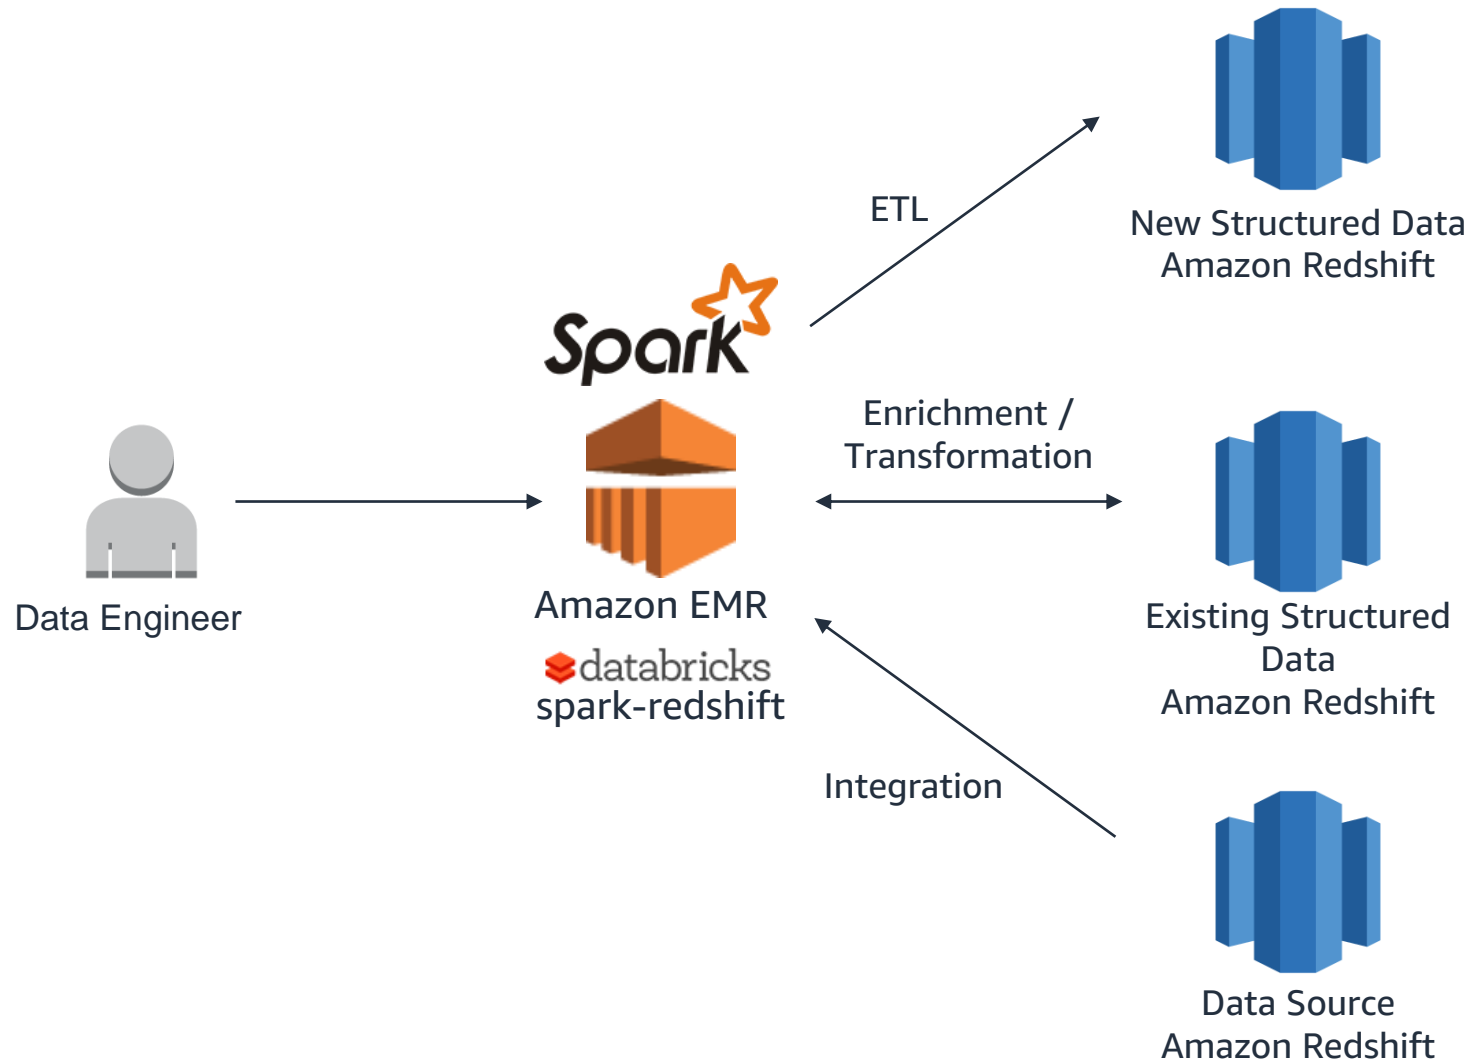 ETL
New Structured Data
Amazon Redshift
Spark
Enrichment /
Transformation
Data Engineer
Amazon EMR
databricks
spark-redshift
Existing Structured
Data
Amazon Redshift
Integration
Data Source
Amazon Redshift